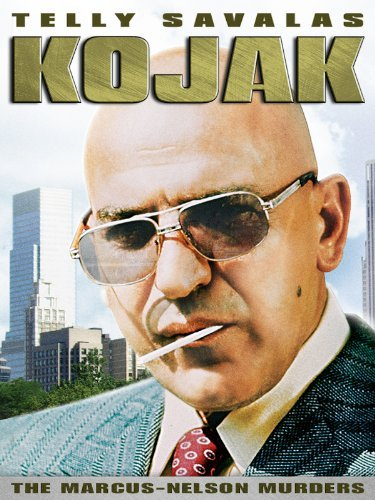 TELLY SAVALAS
KOJAK
THE MARCUS-NELSON MURDERS